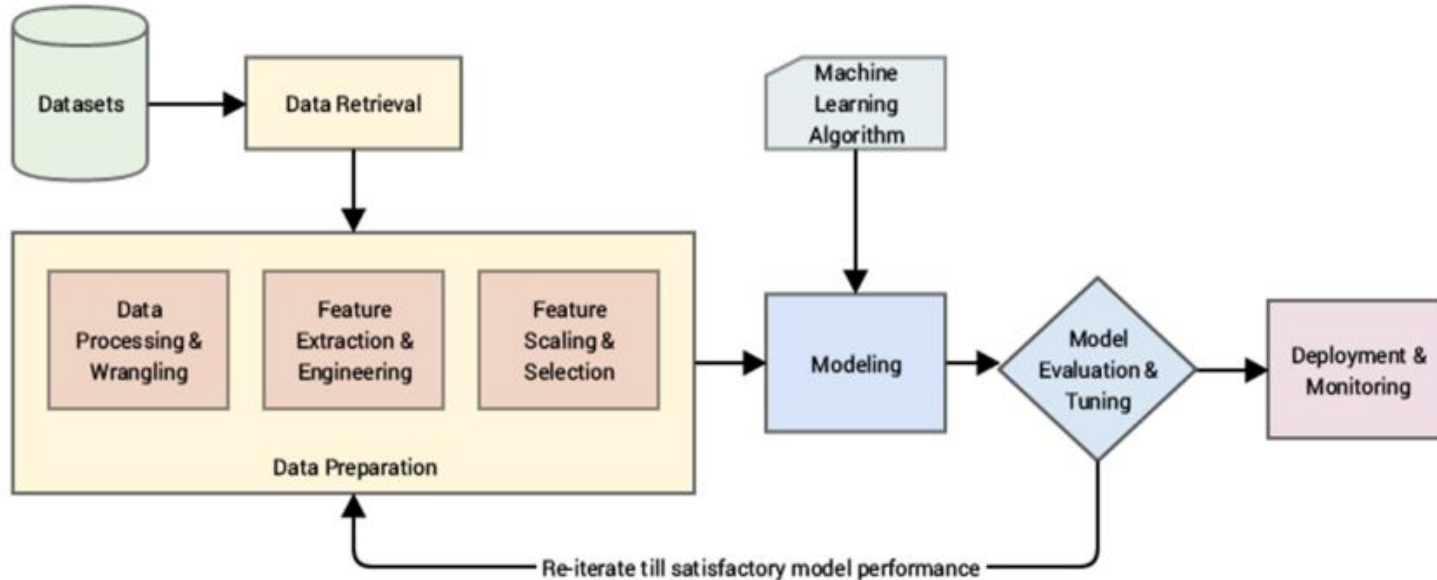 Datasets
Data Retrieval
Machine
Learning
Algorithm
Data
Processing &
Wrangling
Feature
Extraction &
Engineering
Feature
Scaling &
Selection
Data Preparation
Modeling
Model
Evaluation &
Tuning
Deployment &
Monitoring
Re-iterate till satisfactory model performance